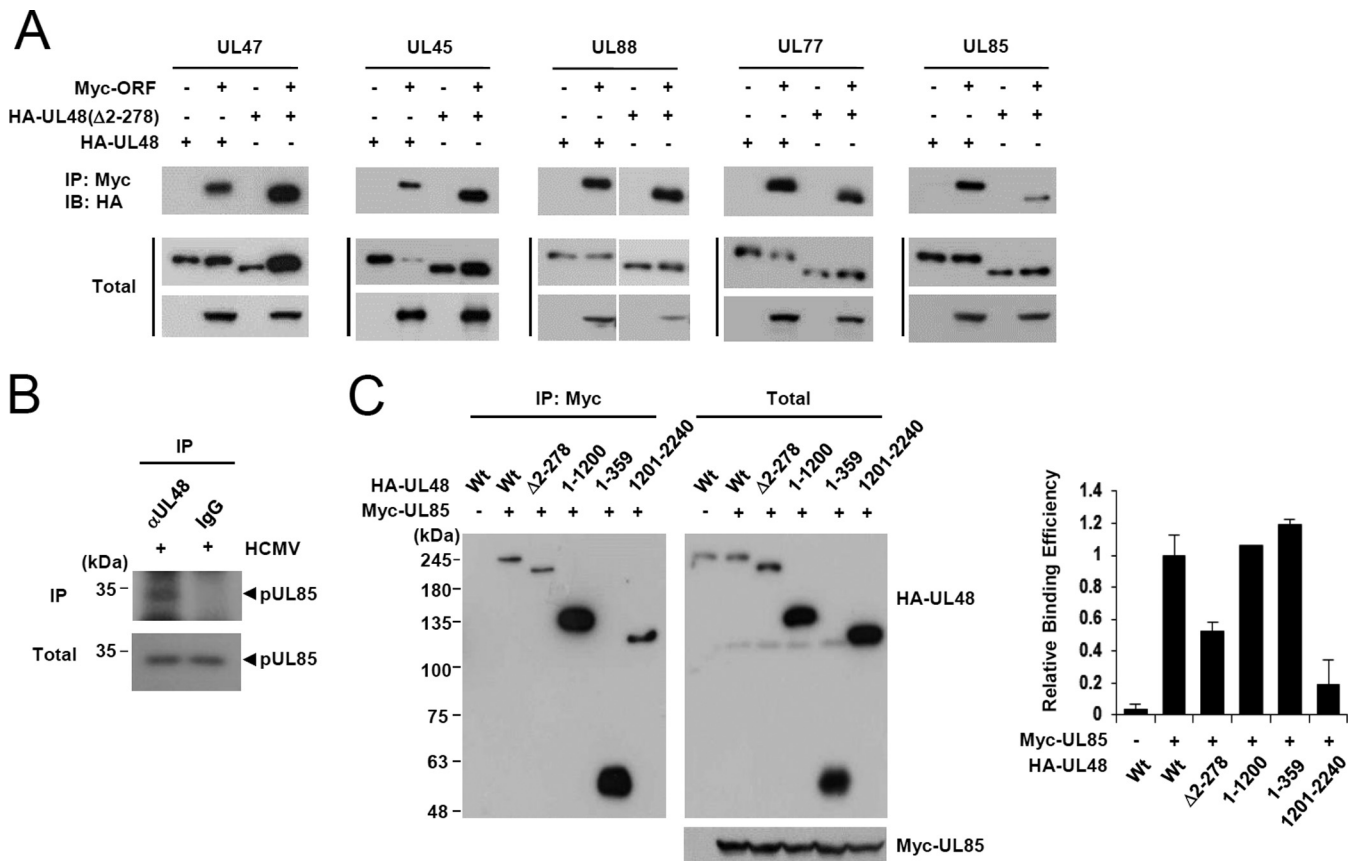 A
UL47 UL45 UL88 UL77 UL85
Myc-ORF - + - + - + - + - + - + - + - + - + - +
HA-UL48(Δ2-278) - - + + - - + + - - + + - - + + - - + +
HA-UL48 + + - - + + - - + + - - + + - - + + - -
IP: Myc
IB: HA
Total
B
IP
αUL48 IgG
+ + HCMV
(kDa)
IP 35 pUL85
Total 35 pUL85
C
IP: Myc Total
HA-UL48 Wt Wt Δ2-278 1-1200 1-359 1201-2240 Wt Wt Δ2-278 1-1200 1-359 1201-2240
Myc-UL85 - + + + + + - + + + + +
(kDa)
245
180
135
100
75
63
48
HA-UL48
Myc-UL85
Relative Binding Efficiency
1.4
1.2
1
0.8
0.6
0.4
0.2
0
Myc-UL85 - + + + + +
HA-UL48 Wt Wt Δ2-278 1-1200 1-359 1201-2240